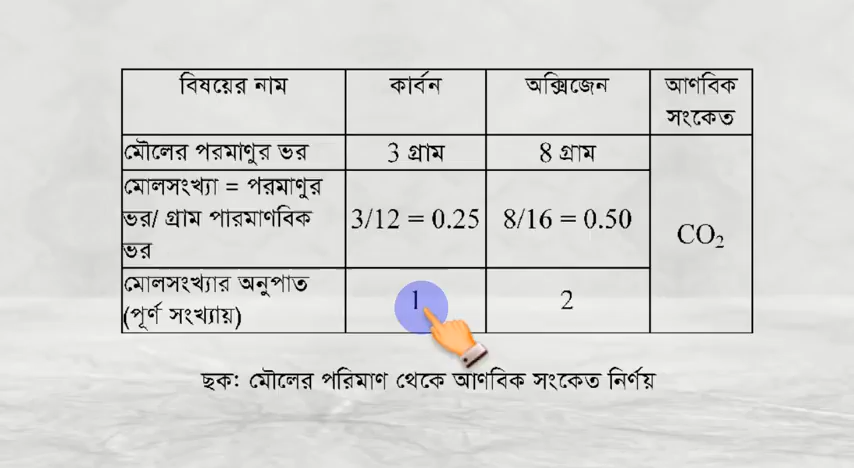 বিষয়ের নাম কার্বন অক্সিজেন আণবিক
সংকেত
মৌলের পরমাণুর ভর 3 গ্রাম 8 গ্রাম
মোলসংখ্যা = পরমাণুর
ভর/ গ্রাম পারমাণবিক 3/12 = 0.25 8/16 = 0.50 CO₂
ভর
মোলসংখ্যার অনুপাত
(পূর্ণ সংখ্যায়) 1 2
ছক: মৌলের পরিমাণ থেকে আণবিক সংকেত নির্ণয়